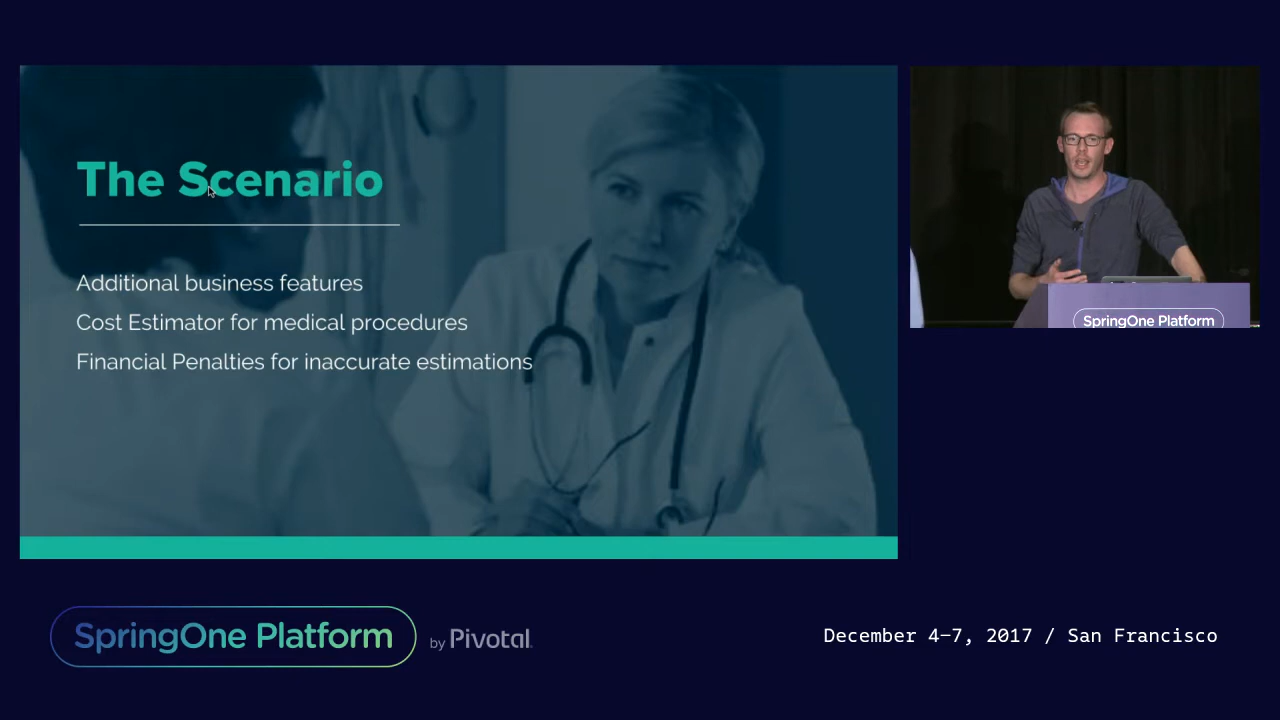 The Scenario
Additional business features
Cost Estimator for medical procedures
Financial Penalties for inaccurate estimations
SpringOne Platform
SpringOne Platform by Pivotal.
December 4–7, 2017 / San Francisco